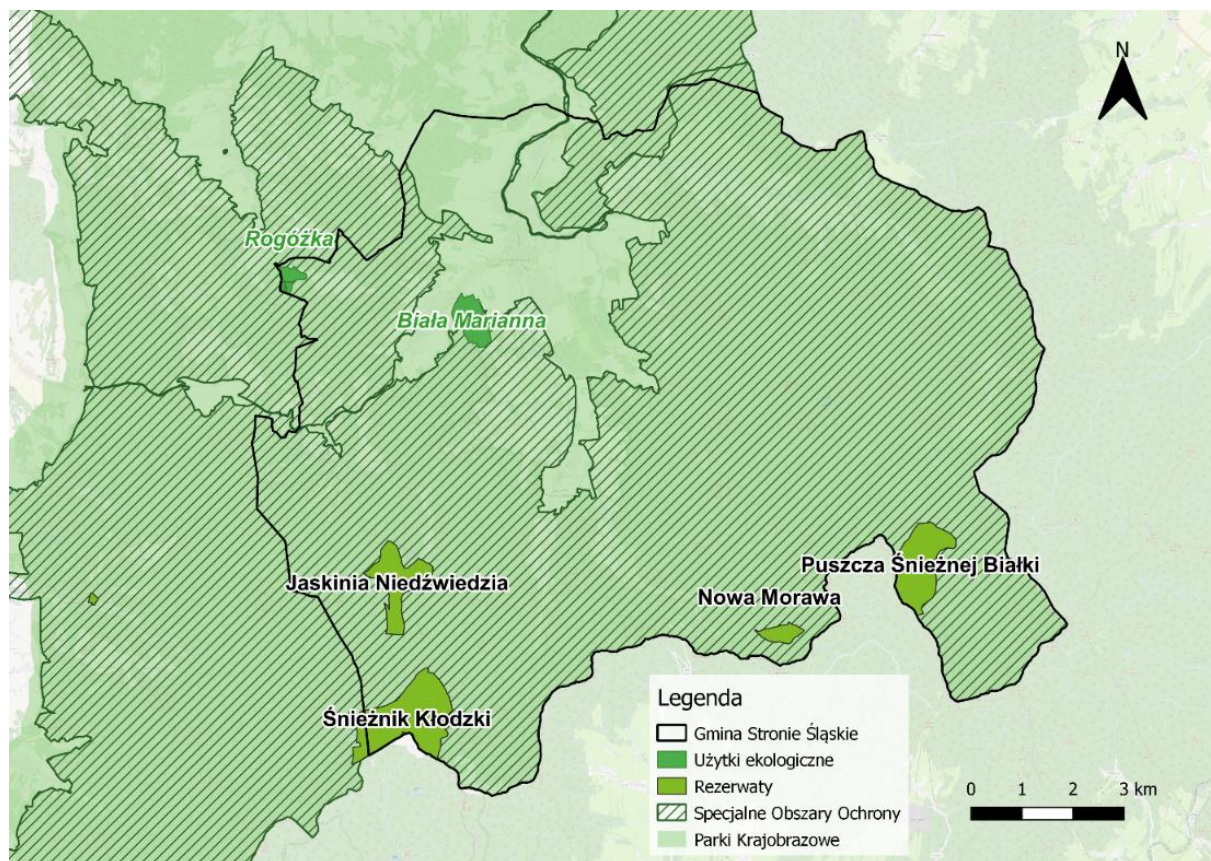 N
Rogóżka
Biała Marianna
Jaskinia Niedźwiedzia
Puszcza Śnieżnej Białki
Nowa Morawa
Śnieżnik Kłodzki
Legenda
Gmina Stronie Śląskie
Użytki ekologiczne
Rezerwaty
Specjalne Obszary Ochrony
Parki Krajobrazowe
0 1 2 3 km